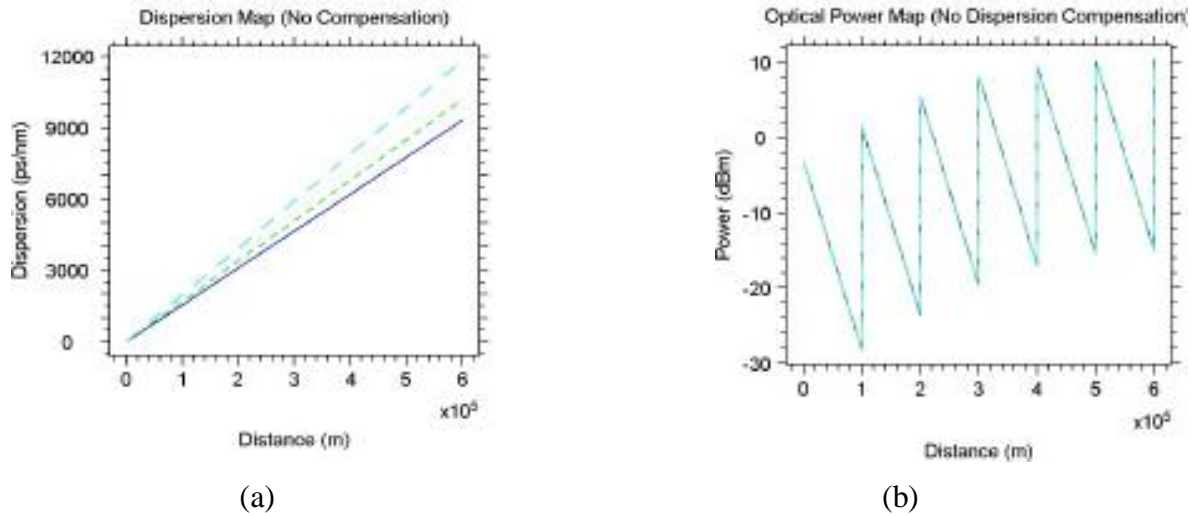 Dispersion Map (No Compensation)
12000
9000
6000
3000
0
Dispersion (ps/nm)
0 1 2 3 4 5 6
x10⁵
Distance (m)
(a)
Optical Power Map (No Dispersion Compensation)
10
0
-10
-20
-30
Power (dBm)
0 1 2 3 4 5 6
x10⁵
Distance (m)
(b)